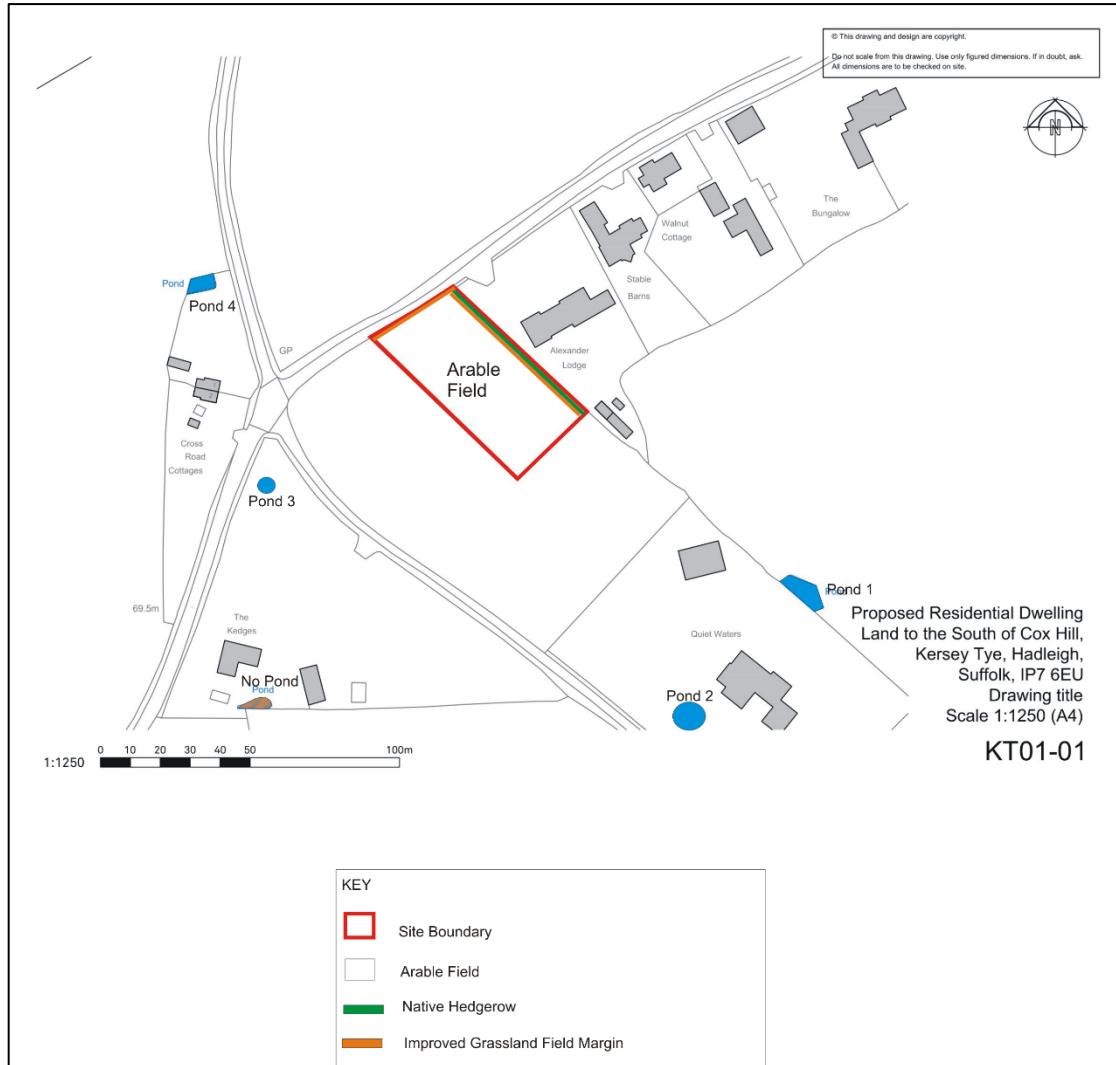 © This drawing and design are copyright.
Do not scale from this drawing. Use only figured dimensions. If in doubt, ask.
All dimensions are to be checked on site.
N
The
Bungalow
Walnut
Cottage
Stable
Barns
Pond
Pond 4
GP
Alexander
Lodge
Arable
Field
Cross
Road
Cottages
Pond 3
Pond 1
69.5m
The
Kedges
Quiet Waters
Proposed Residential Dwelling
Land to the South of Cox Hill,
Kersey Tye, Hadleigh,
Suffolk, IP7 6EU
Drawing title
Scale 1:1250 (A4)
KT01-01
No Pond
Pond
Pond 2
1:1250
0 10 20 30 40 50 100m
KEY
Site Boundary
Arable Field
Native Hedgerow
Improved Grassland Field Margin